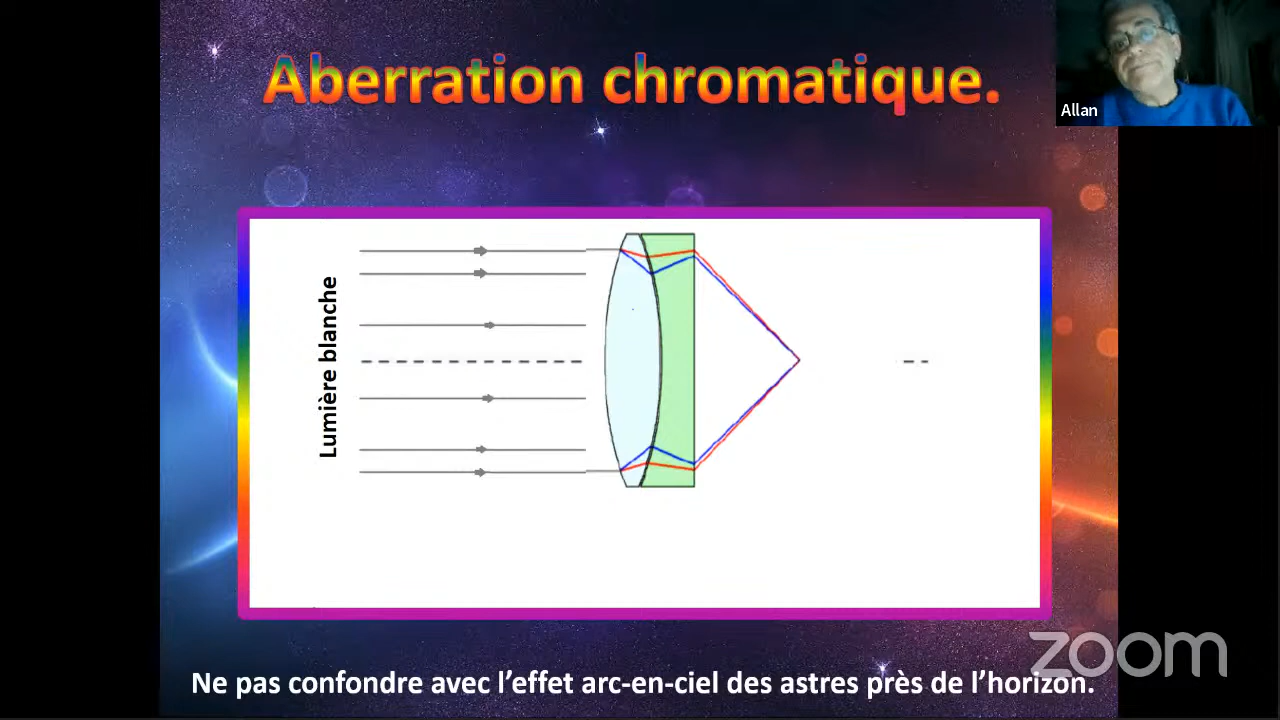 Aberration chromatique.
Allan
Lumière blanche
zoom
Ne pas confondre avec l’effet arc-en-ciel des astres près de l’horizon.